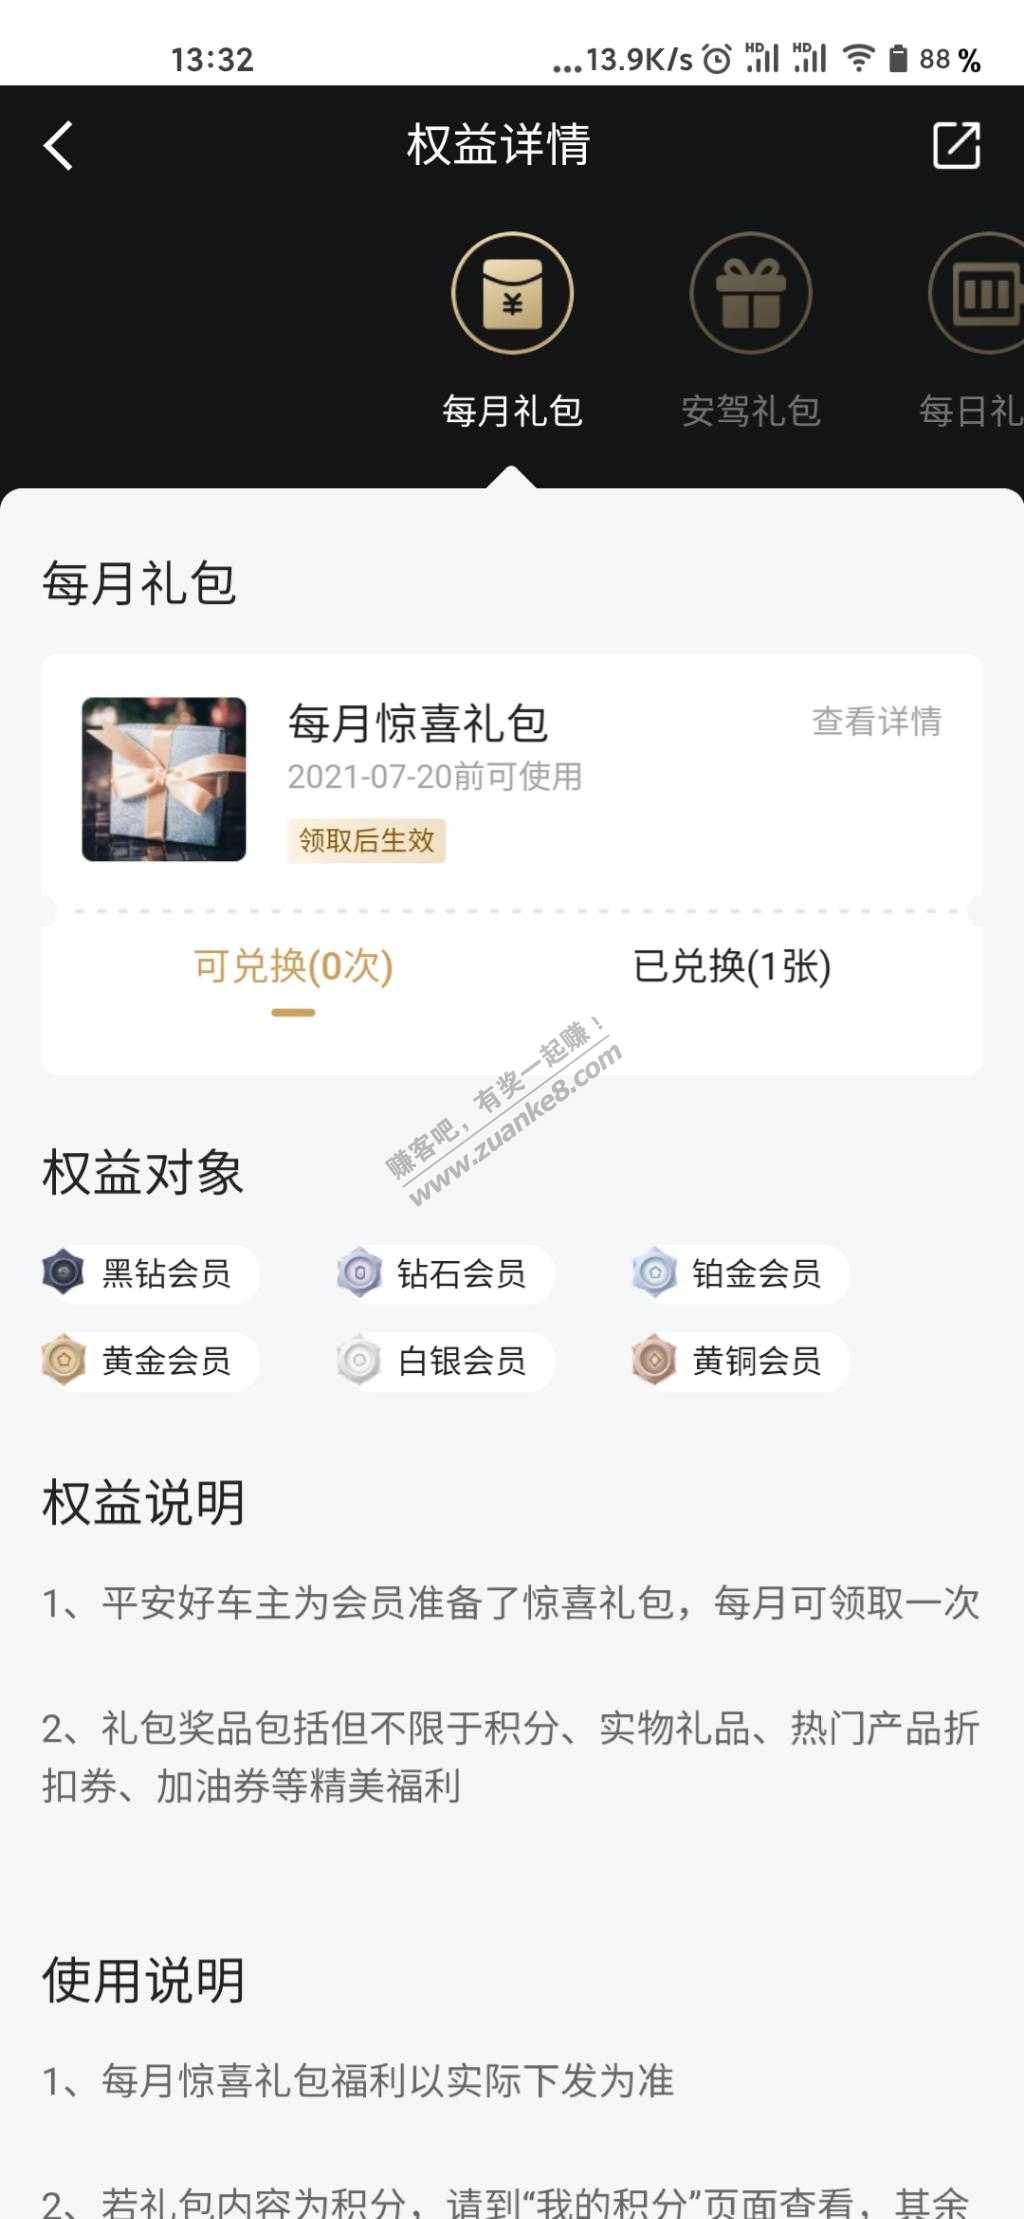 13:32
...13.9K/s HD HD 88 %
权益详情
每月礼包
安驾礼包
每日礼
每月礼包
每月惊喜礼包
查看详情
2021-07-20前可使用
领取后生效
可兑换(0次)
已兑换(1张)
赚客吧，有奖一起赚！
www.zuanke8.com
权益对象
黑钻会员
钻石会员
铂金会员
黄金会员
白银会员
黄铜会员
权益说明
1、平安好车主为会员准备了惊喜礼包，每月可领取一次
2、礼包奖品包括但不限于积分、实物礼品、热门产品折
扣券、加油券等精美福利
使用说明
1、每月惊喜礼包福利以实际下发为准
2、若礼包内容为积分，请到“我的积分”页面查看，其余